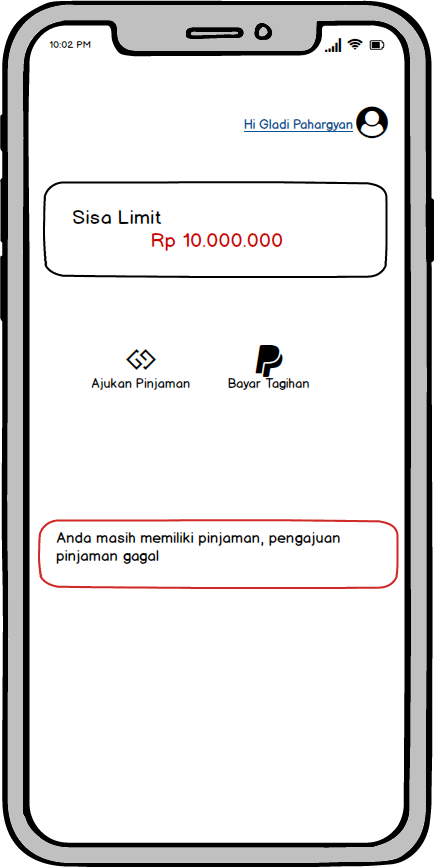 10:02 PM
Hi Gladi Pahargyan
Sisa Limit
Rp 10.000.000
Ajukan Pinjaman
Bayar Tagihan
Anda masih memiliki pinjaman, pengajuan
pinjaman gagal